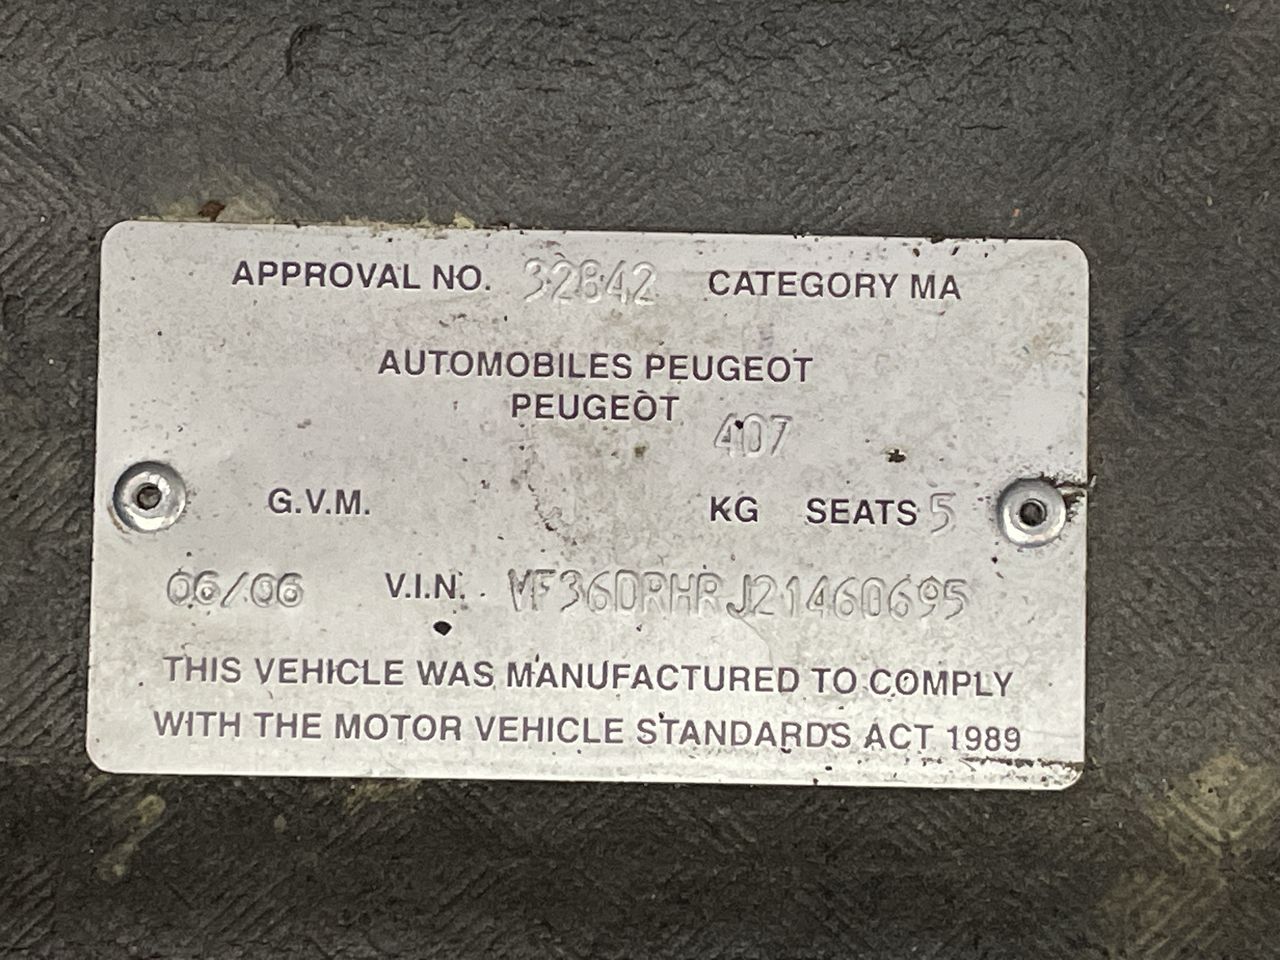 APPROVAL NO. 32842 CATEGORY MA
AUTOMOBILES PEUGEOT
PEUGEOT 407
G.V.M. KG SEATS 5
06/06 V.I.N. VF36DRHRJ21460695
THIS VEHICLE WAS MANUFACTURED TO COMPLY
WITH THE MOTOR VEHICLE STANDARDS ACT 1989